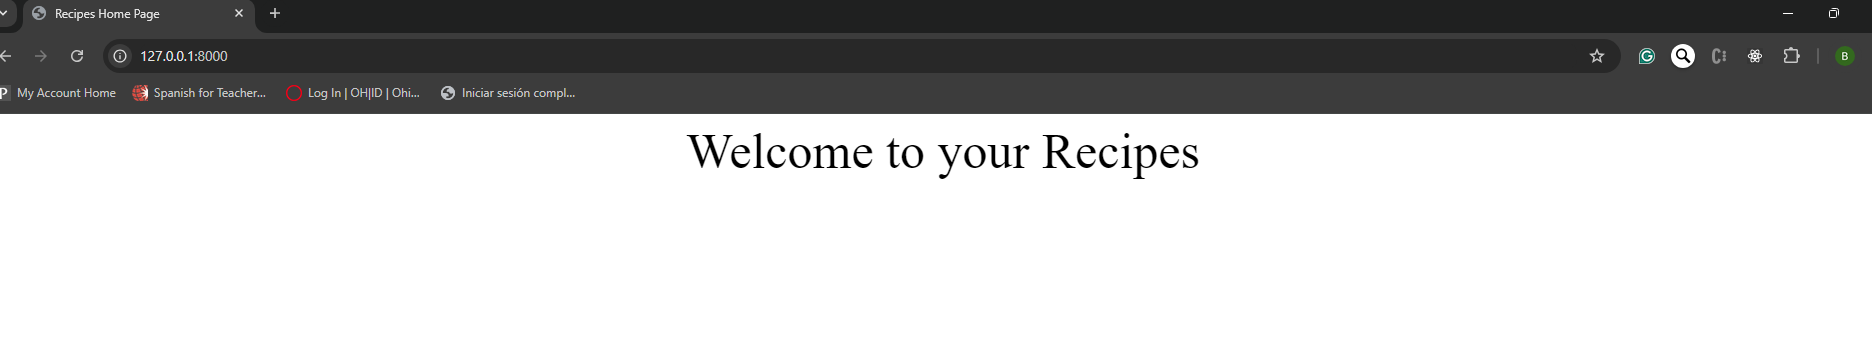 Recipes Home Page
127.0.0.1:8000
My Account Home Spanish for Teacher... Log In | OH|ID | Ohi... Iniciar sesión compl...
B
Welcome to your Recipes